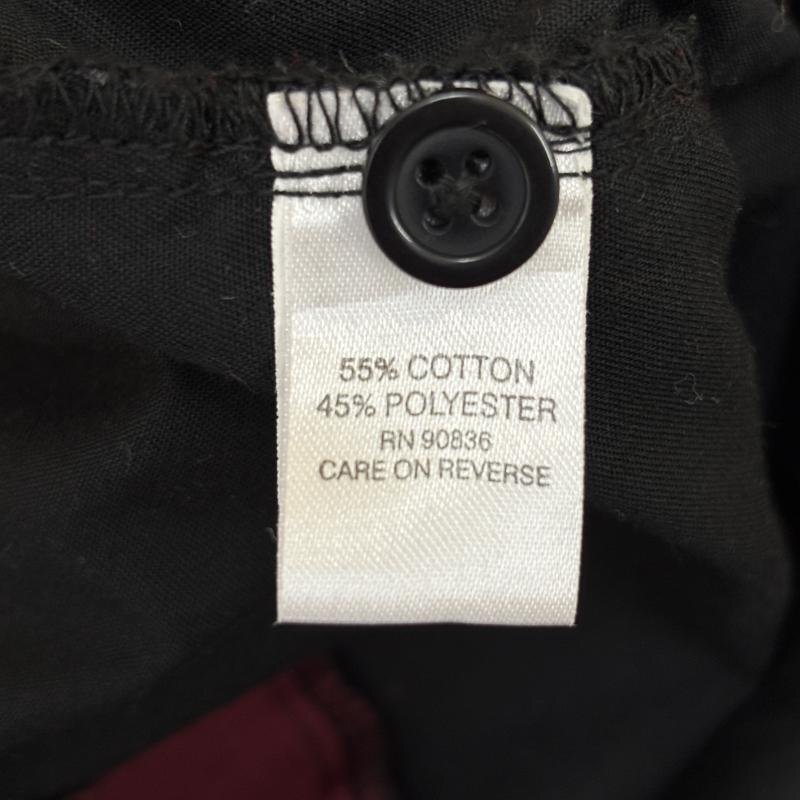 55% COTTON
45% POLYESTER
RN 90836
CARE ON REVERSE